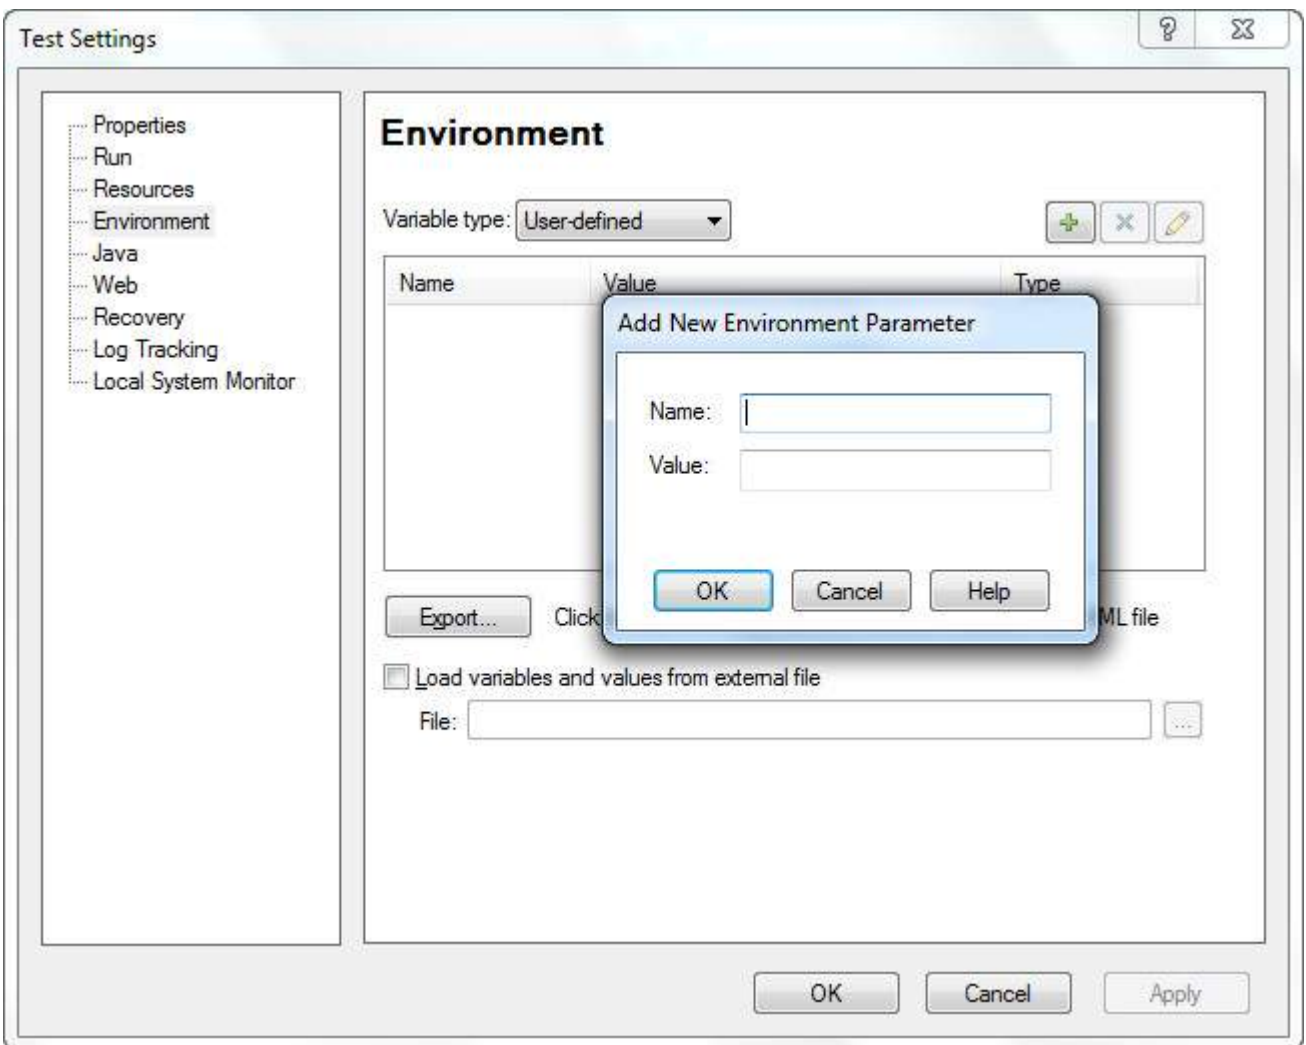 Test Settings
Properties
Run
Resources
Environment
Java
Web
Recovery
Log Tracking
Local System Monitor
Environment
Variable type: User-defined
Name Value Type
Add New Environment Parameter
Name:
Value:
OK Cancel Help
Export... Click ML file
Load variables and values from external file
File: ...
OK Cancel Apply